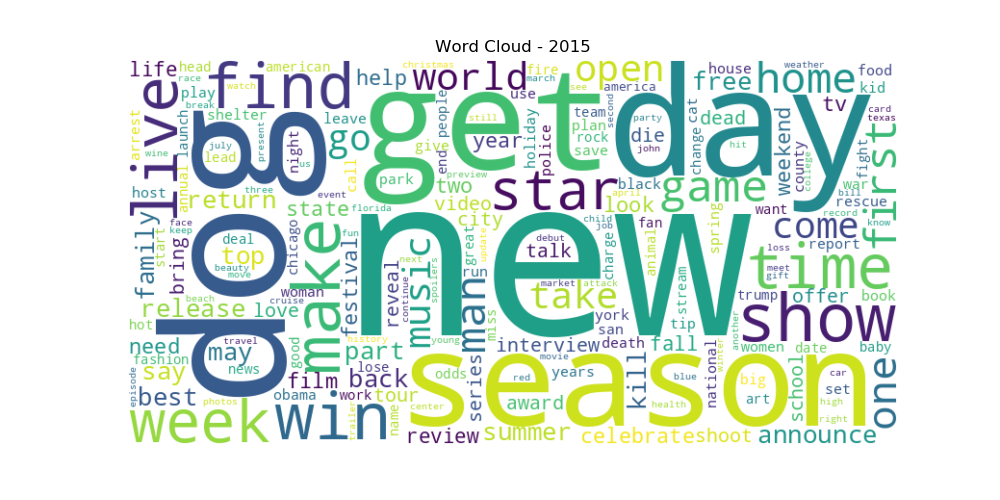 Word Cloud - 2015
life head american help world fire open weather house home food
race play watch break christmas find march use america free tv kid
live shelter get day card texas
arrest wine annual launch july lead present night us leave go give year people end holiday police team plan rock save party john second die change cat dead hit weekend county college fight first
dog call park preview two video star black look game war bill rescue
host return three event florida state city great update child job april fan want record know
family start face keep bring deal top beauty move chicago fun make festival reveal next continue spoilers music new debut talk charge animal spring come report time loss meet gift
release beach love cruise woman man run miss market attack take york san tip stream trump offer book
hot need travel may news good part history young interview death fall women another date show baby
fashion say film lose back odds series movie years red kill blue national winter big art school car set high right one
episode best photos obama work tour trailer name center award health
week win review season summer celebrate shoot announce
see still